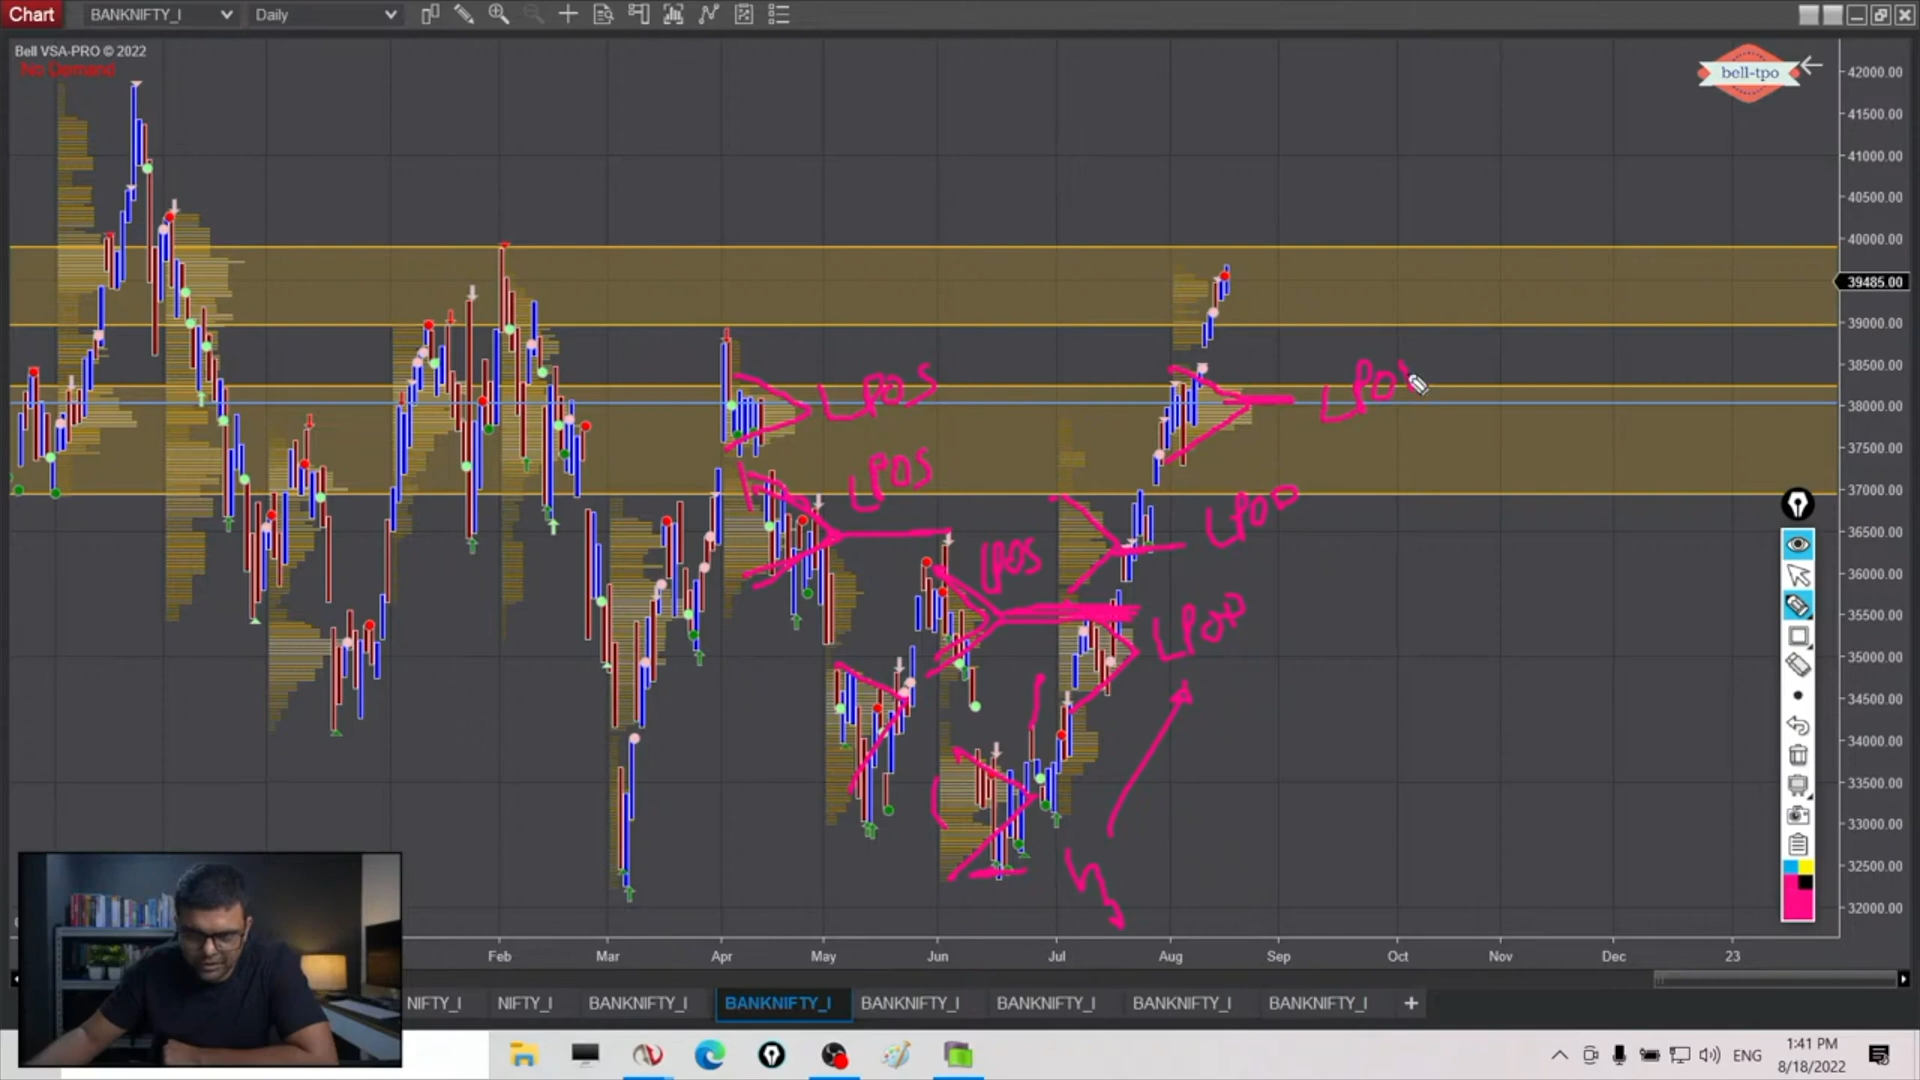 Chart
BANKNIFTY_I
Daily
Bell VSA-PRO © 2022
No Demand
bell-tpo
42000.00
41500.00
41000.00
40500.00
40000.00
39485.00
39000.00
38500.00
38000.00
37500.00
37000.00
36500.00
36000.00
35500.00
35000.00
34500.00
34000.00
33500.00
33000.00
32500.00
32000.00
LPOS
LPOS
LPOS
LPOD
Feb
Mar
Apr
May
Jun
Jul
Aug
Sep
Oct
Nov
Dec
23
NIFTY_I
NIFTY_I
BANKNIFTY_I
BANKNIFTY_I
BANKNIFTY_I
BANKNIFTY_I
BANKNIFTY_I
BANKNIFTY_I
ENG
1:41 PM
8/18/2022